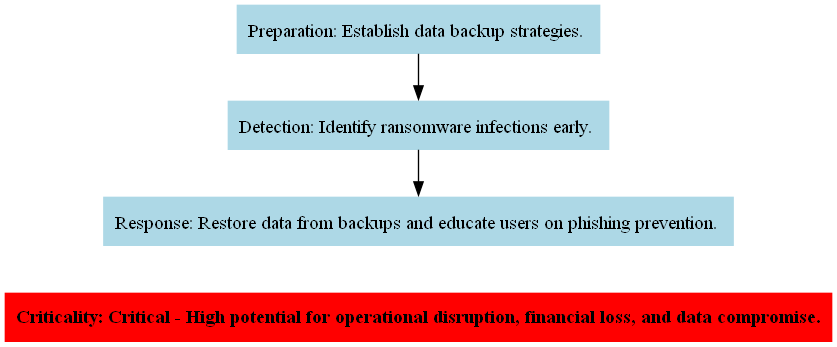 Preparation: Establish data backup strategies.
Detection: Identify ransomware infections early.
Response: Restore data from backups and educate users on phishing prevention.
Criticality: Critical - High potential for operational disruption, financial loss, and data compromise.